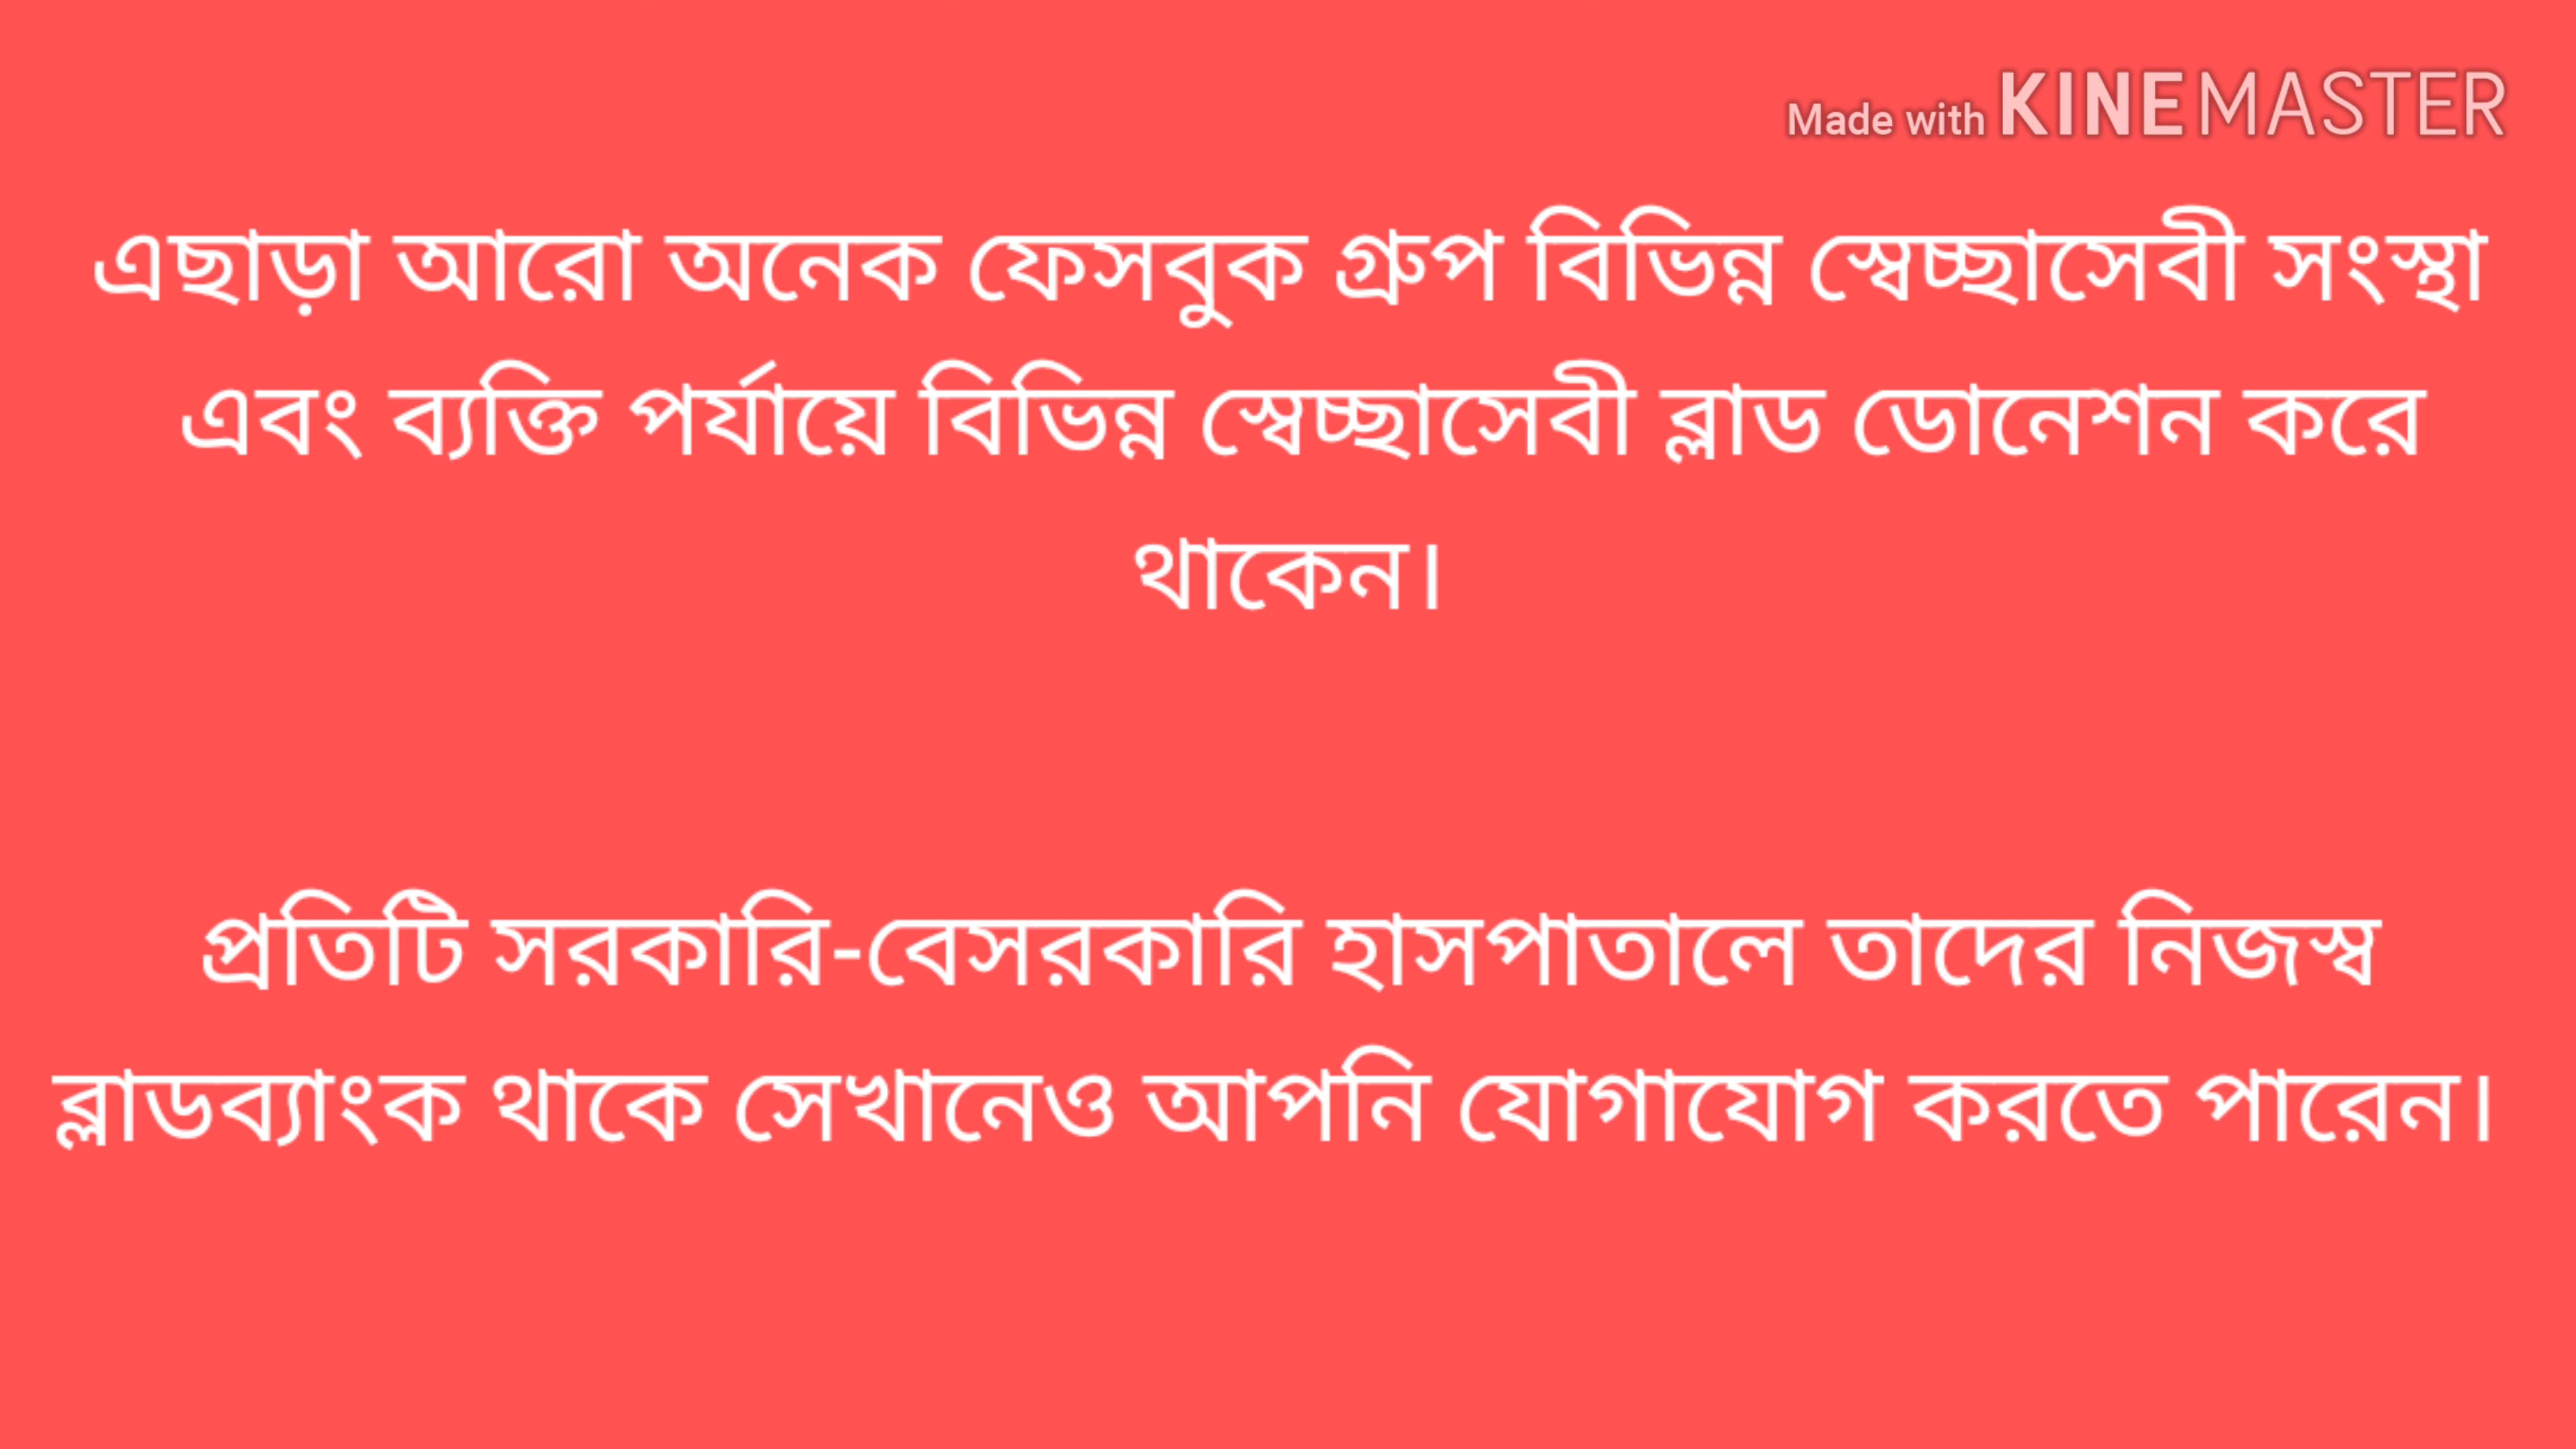 Made with KINEMASTER
এছাড়া আরো অনেক ফেসবুক গ্রুপ বিভিন্ন স্বেচ্ছাসেবী সংস্থা
এবং ব্যক্তি পর্যায়ে বিভিন্ন স্বেচ্ছাসেবী ব্লাড ডোনেশন করে
থাকেন।
প্রতিটি সরকারি-বেসরকারি হাসপাতালে তাদের নিজস্ব
ব্লাডব্যাংক থাকে সেখানেও আপনি যোগাযোগ করতে পারেন।